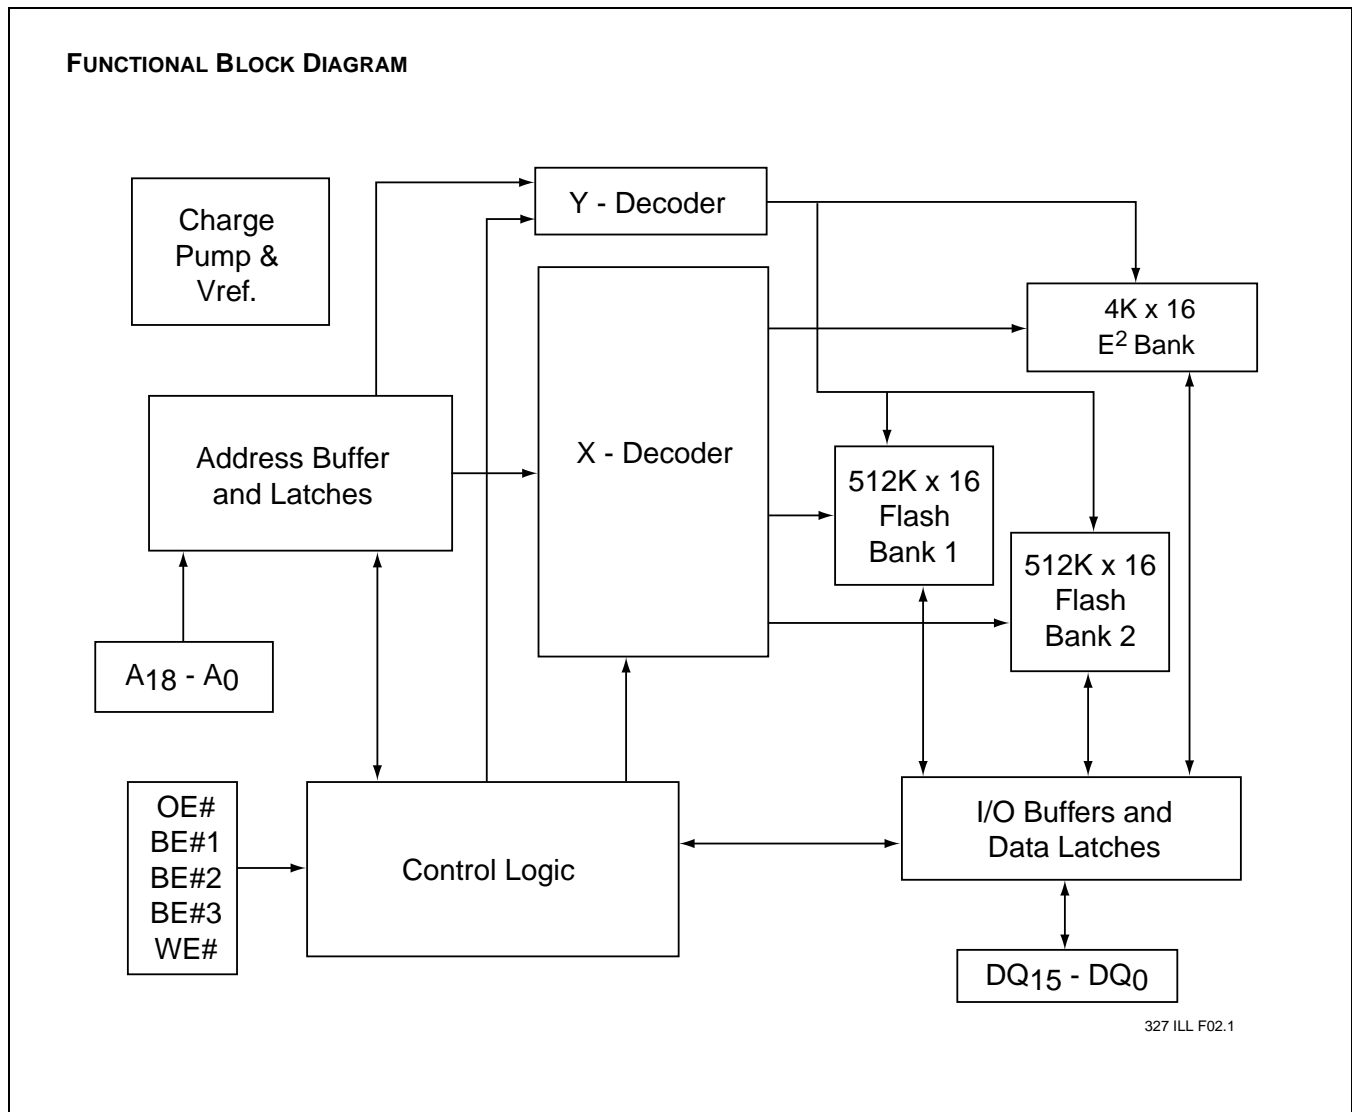 FUNCTIONAL BLOCK DIAGRAM
Charge
Pump &
Vref.
Y - Decoder
4K x 16
E2 Bank
Address Buffer
and Latches
X - Decoder
512K x 16
Flash
Bank 1
512K x 16
Flash
Bank 2
A18 - A0
OE#
BE#1
BE#2
BE#3
WE#
Control Logic
I/O Buffers and
Data Latches
DQ15 - DQ0
327 ILL F02.1